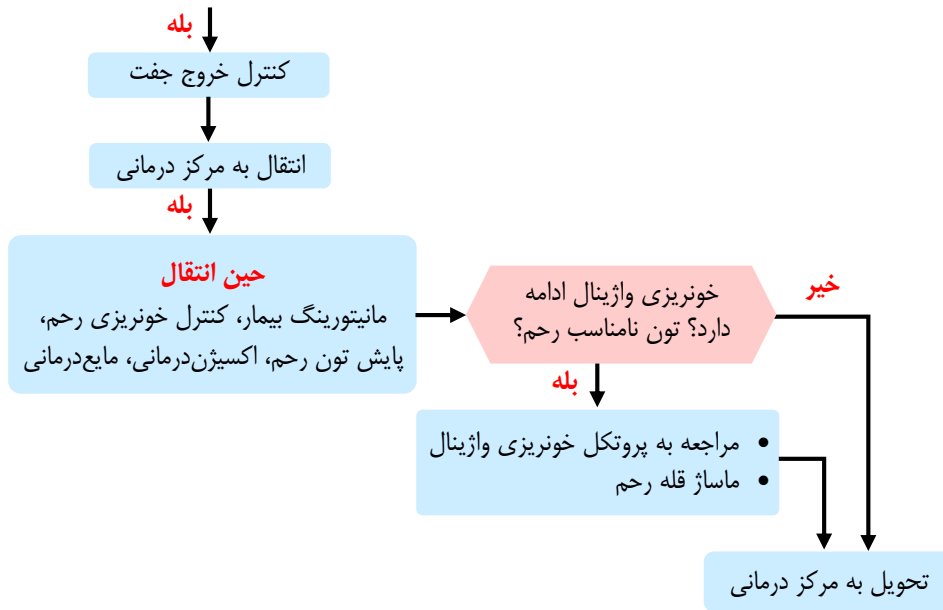 بله
کنترل خروج جفت
انتقال به مرکز درمانی
بله
حین انتقال
مانیتورینگ بیمار، کنترل خونریزی رحم،
پایش تون رحم، اکسیژن‌درمانی، مایع‌درمانی
خونریزی واژینال ادامه
دارد؟ تون نامناسب رحم؟
خیر
بله
• مراجعه به پروتکل خونریزی واژینال
• ماساژ قله رحم
تحویل به مرکز درمانی